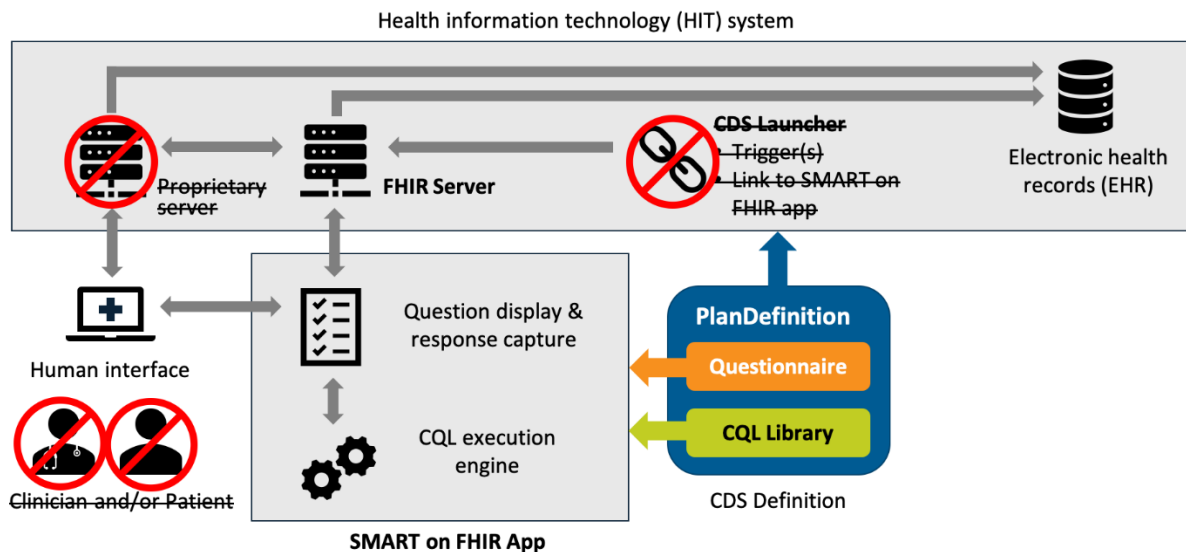 Health information technology (HIT) system
CDS Launcher
• Trigger(s)
• Link to SMART on
FHIR app
Proprietary
server
FHIR Server
Electronic health
records (EHR)
Question display &
response capture
PlanDefinition
Questionnaire
CQL Library
Human interface
CQL execution
engine
Clinician and/or Patient
CDS Definition
SMART on FHIR App